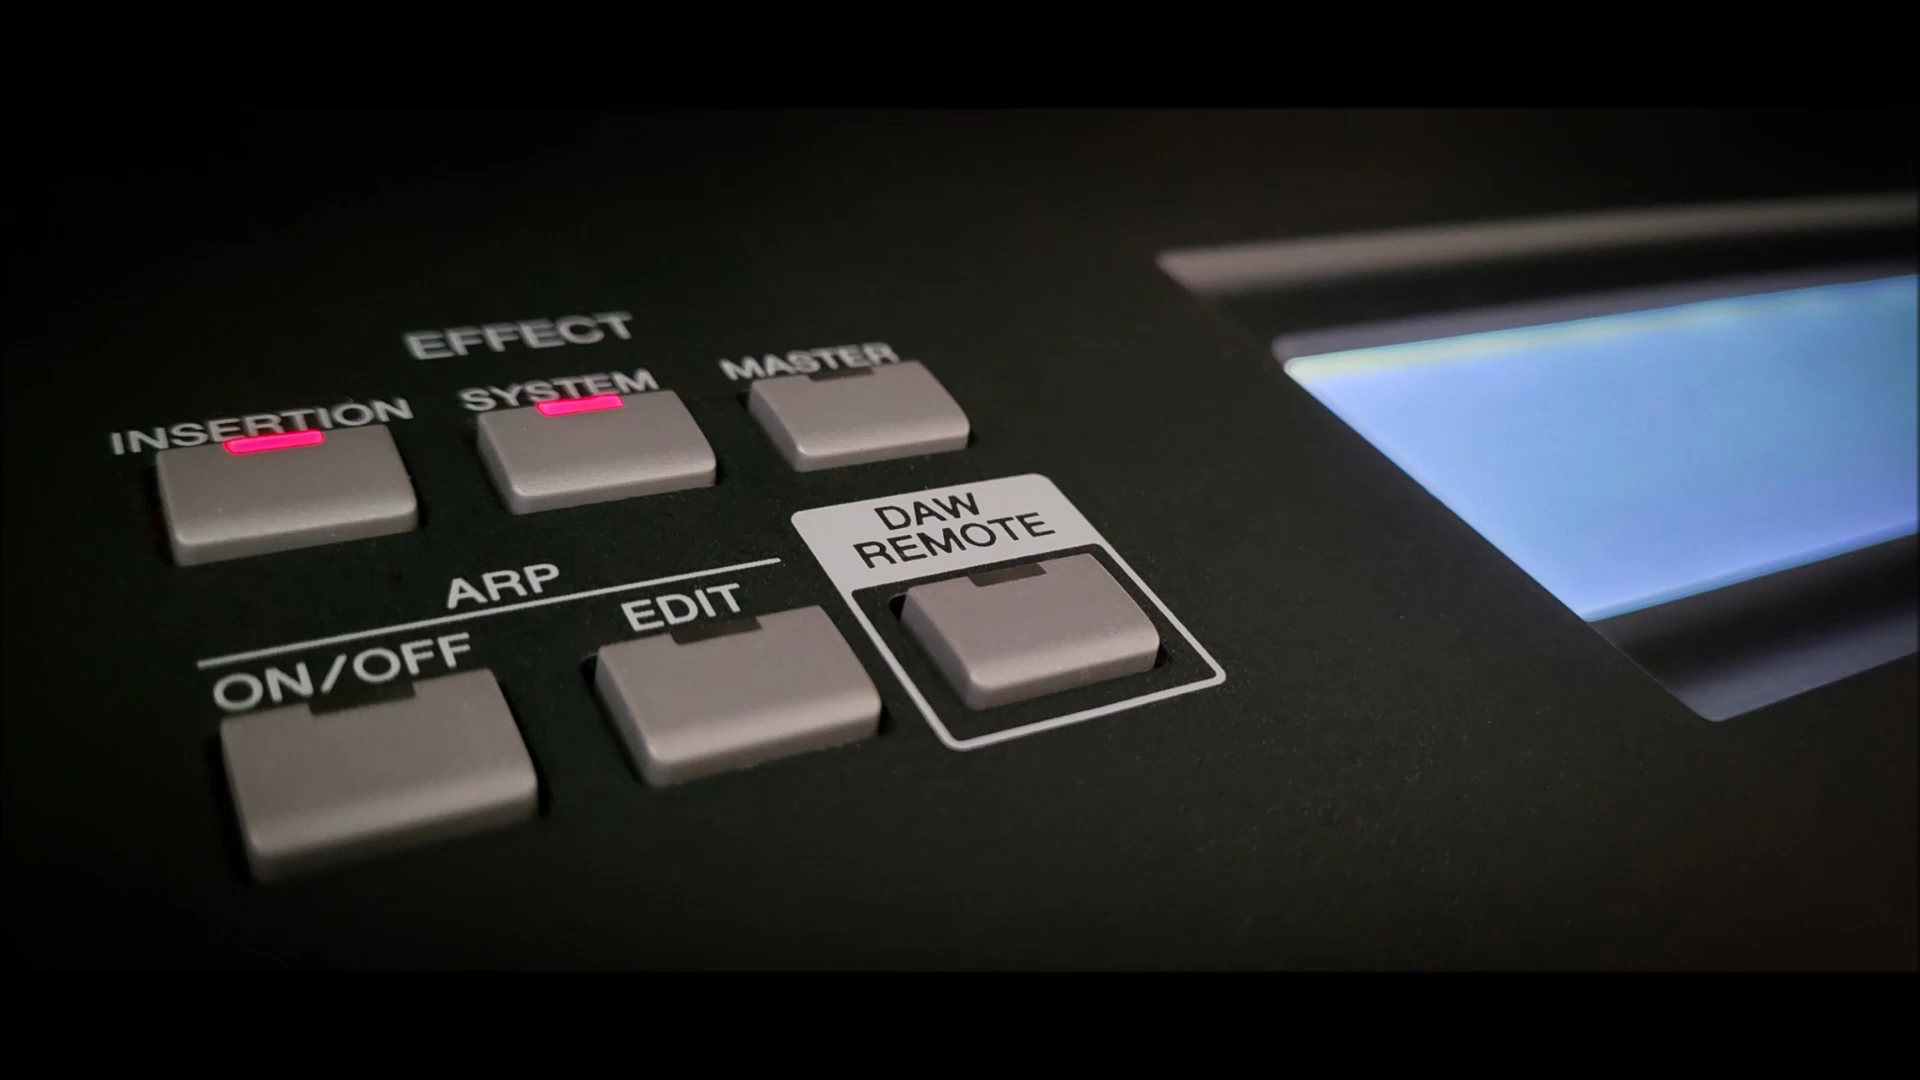 EFFECT
INSERTION
SYSTEM
MASTER
DAW
REMOTE
ARP
ON/OFF
EDIT